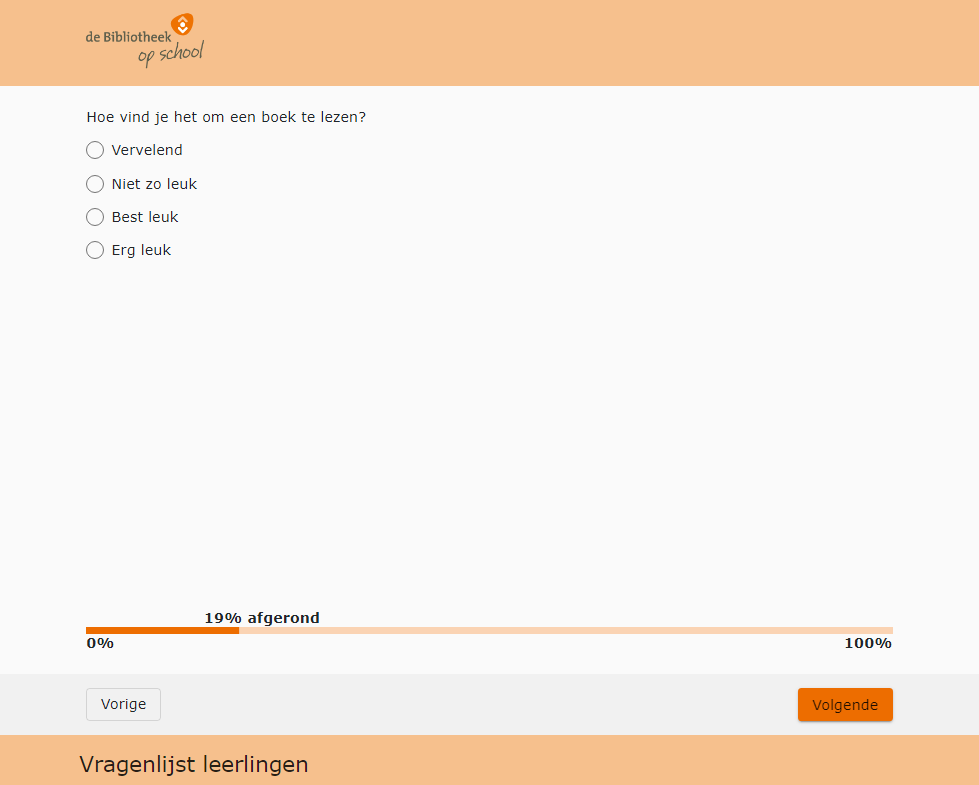 de Bibliotheek
op school
Hoe vind je het om een boek te lezen?
Vervelend
Niet zo leuk
Best leuk
Erg leuk
19% afgerond
0%
100%
Vorige
Volgende
Vragenlijst leerlingen